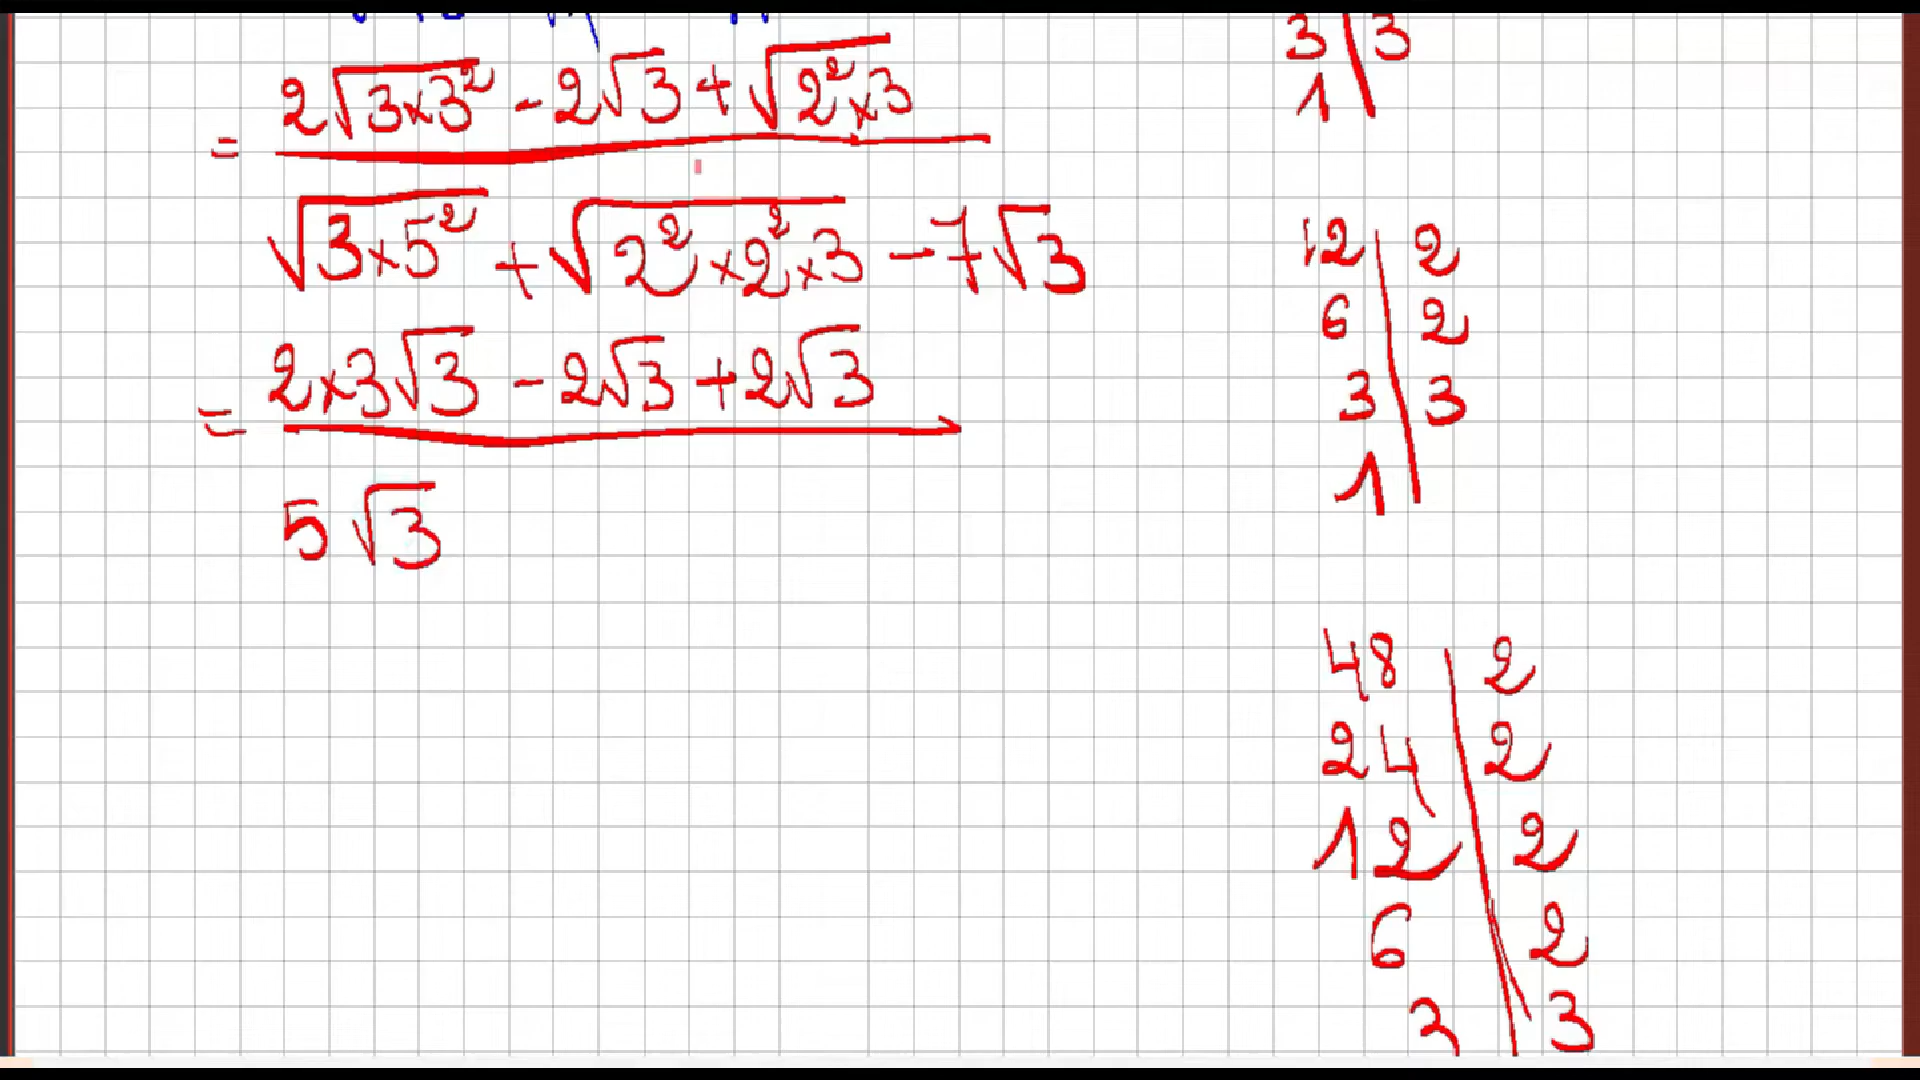 = (2√(3×3²) - 2√3 + √(2²×3)) / (√(3×5²) + √(2²×2²×3) - 7√3)
= (2×3√3 - 2√3 + 2√3) / (5√3
3 | 3
1 |
12 | 2
6 | 2
3 | 3
1 |
48 | 2
24 | 2
12 | 2
6 | 2
3 | 3